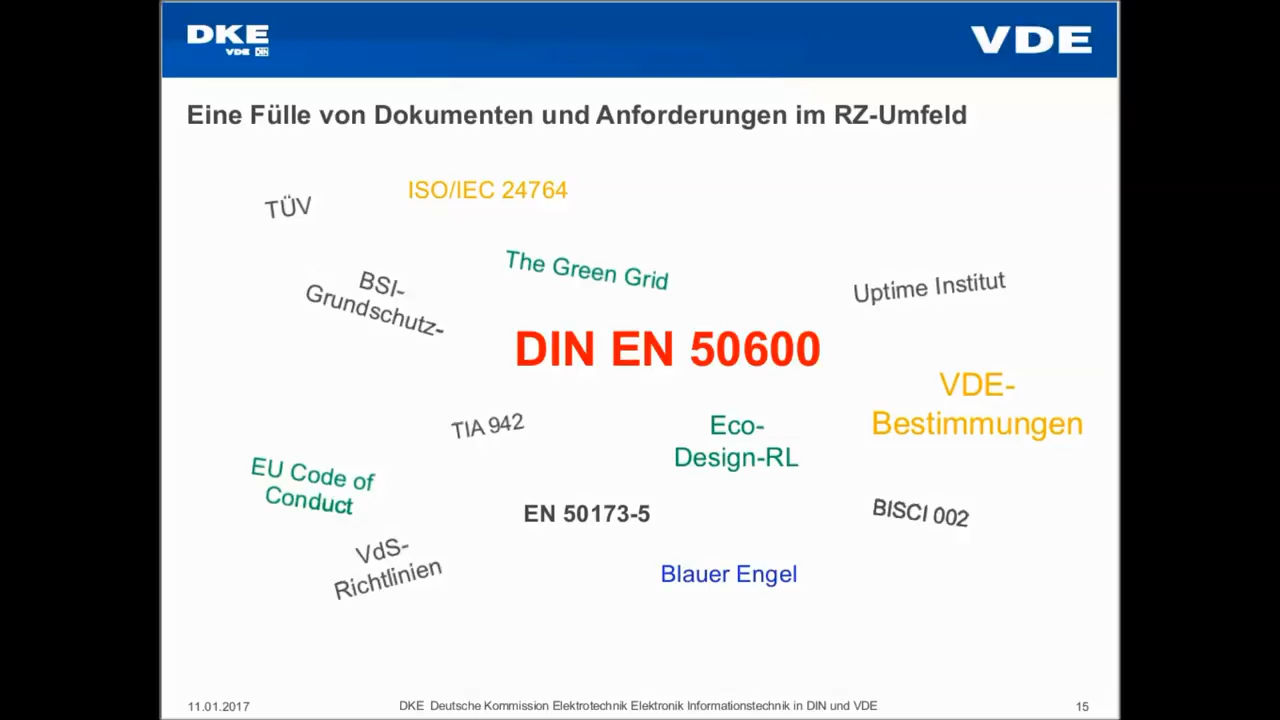 DKE
VDE DIN
VDE
Eine Fülle von Dokumenten und Anforderungen im RZ-Umfeld
TÜV
ISO/IEC 24764
The Green Grid
BSI-
Grundschutz-
Uptime Institut
DIN EN 50600
VDE-
Bestimmungen
TIA 942
Eco-
Design-RL
EU Code of
Conduct
EN 50173-5
BISCI 002
VdS-
Richtlinien
Blauer Engel
11.01.2017
DKE Deutsche Kommission Elektrotechnik Elektronik Informationstechnik in DIN und VDE
15